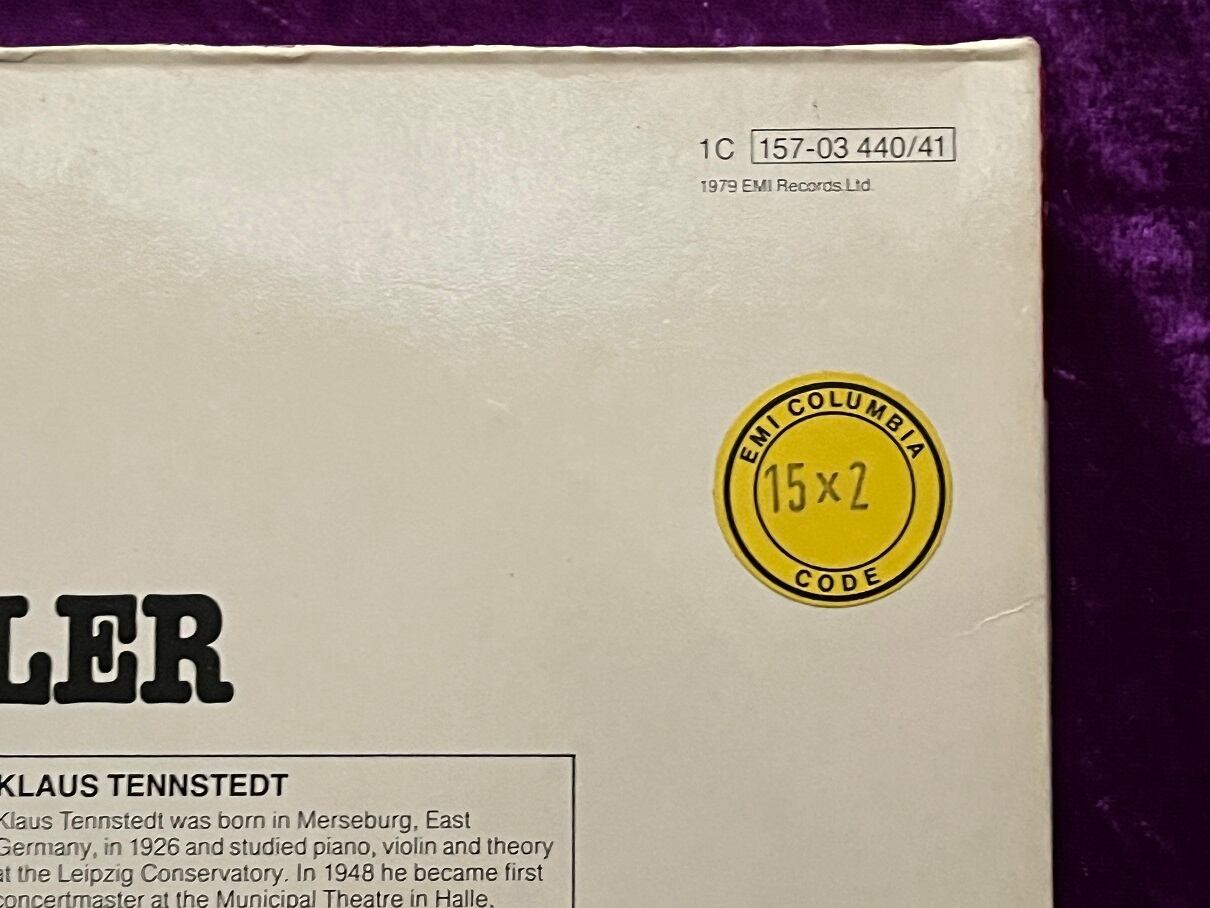 1C 157-03 440/41
1979 EMI Records Ltd.
EMI COLUMBIA
15x2
CODE
LER
KLAUS TENNSTEDT
Klaus Tennstedt was born in Merseburg, East
Germany, in 1926 and studied piano, violin and theory
at the Leipzig Conservatory. In 1948 he became first
concertmaster at the Municipal Theatre in Halle,